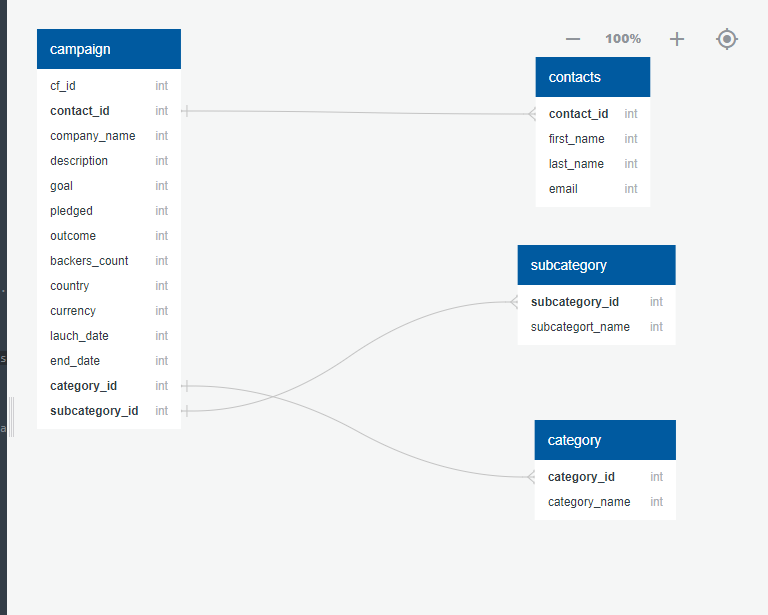 campaign
cf_id int
contact_id int
company_name int
description int
goal int
pledged int
outcome int
backers_count int
country int
currency int
lauch_date int
end_date int
category_id int
subcategory_id int
100%
contacts
contact_id int
first_name int
last_name int
email int
subcategory
subcategory_id int
subcategort_name int
category
category_id int
category_name int
s
a